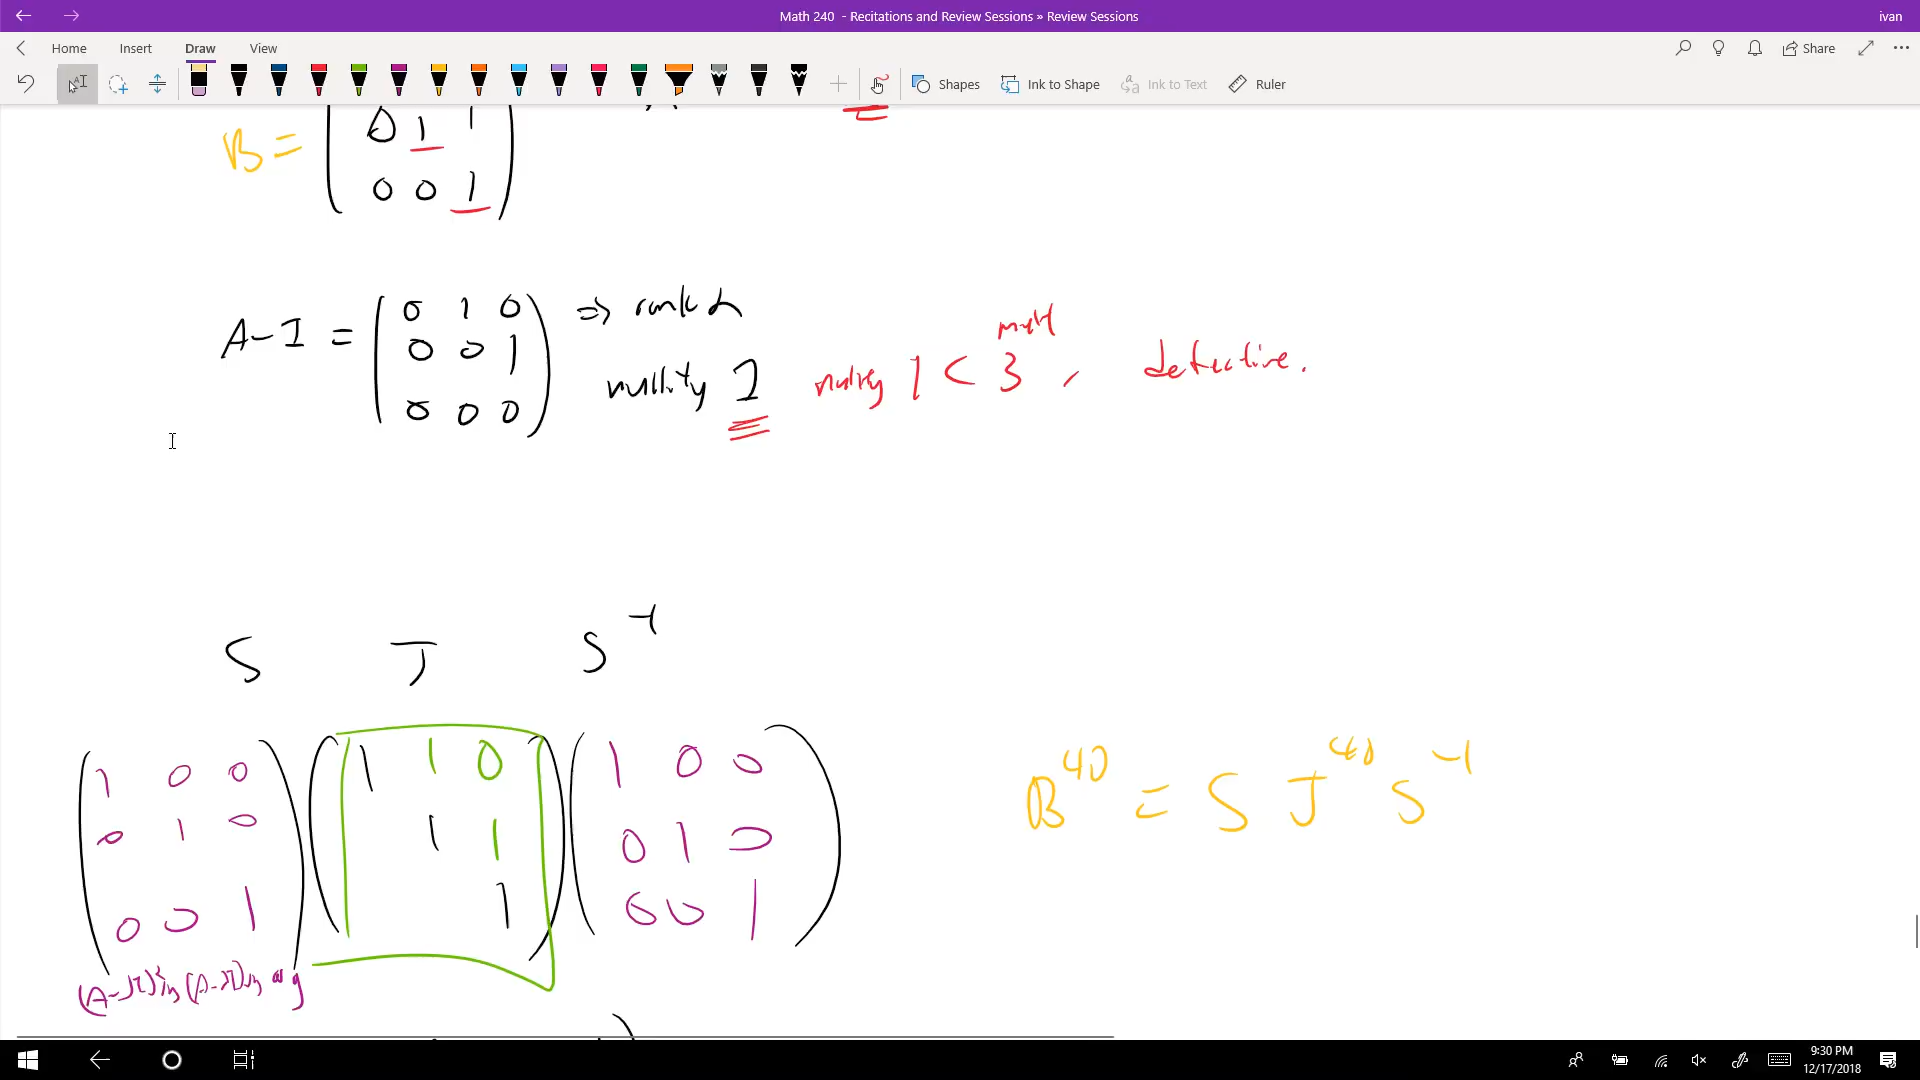 Math 240 - Recitations and Review Sessions » Review Sessions
ivan
Home Insert Draw View
Share
Shapes Ink to Shape Ink to Text Ruler
0 1 1
B =
0 0 1
A - I = 0 1 0 ⇒ rank 2
0 0 1
0 0 0
nullity 1 nullity 1 < 3, defective.
mult
S J S⁻¹
1 0 0 1 1 0 1 0 0
0 1 0 1 1 0 1 0
0 0 1 1 0 0 1
B⁴⁰ = S J⁴⁰ S⁻¹
9:30 PM
12/17/2018